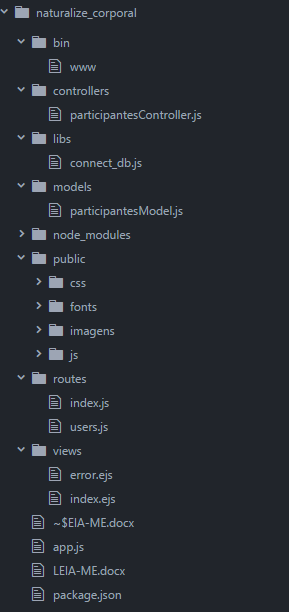 naturalize_corporal
bin
www
controllers
participantesController.js
libs
connect_db.js
models
participantesModel.js
node_modules
public
css
fonts
imagens
js
routes
index.js
users.js
views
error.ejs
index.ejs
~$EIA-ME.docx
app.js
LEIA-ME.docx
package.json